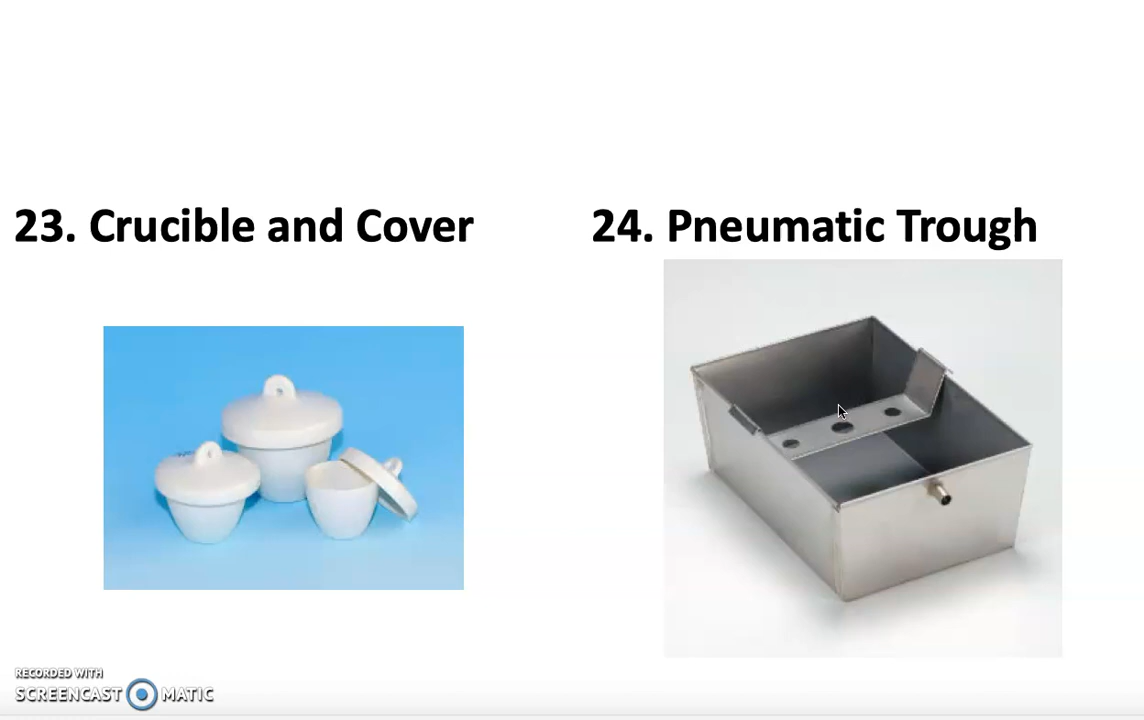 23. Crucible and Cover
24. Pneumatic Trough
RECORDED WITH
SCREENCAST MATIC